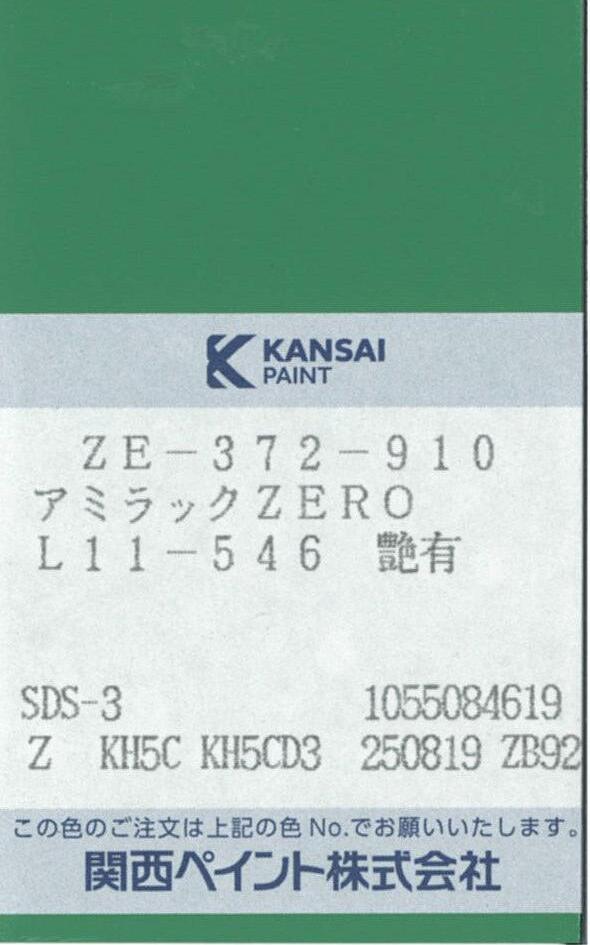 KANSAI
PAINT
ZE-372-910
アミラックZERO
L11-546 艶有
SDS-3 1055084619
Z KH5C KH5CD3 250819 ZB92
この色のご注文は上記の色No.でお願いいたします。
関西ペイント株式会社